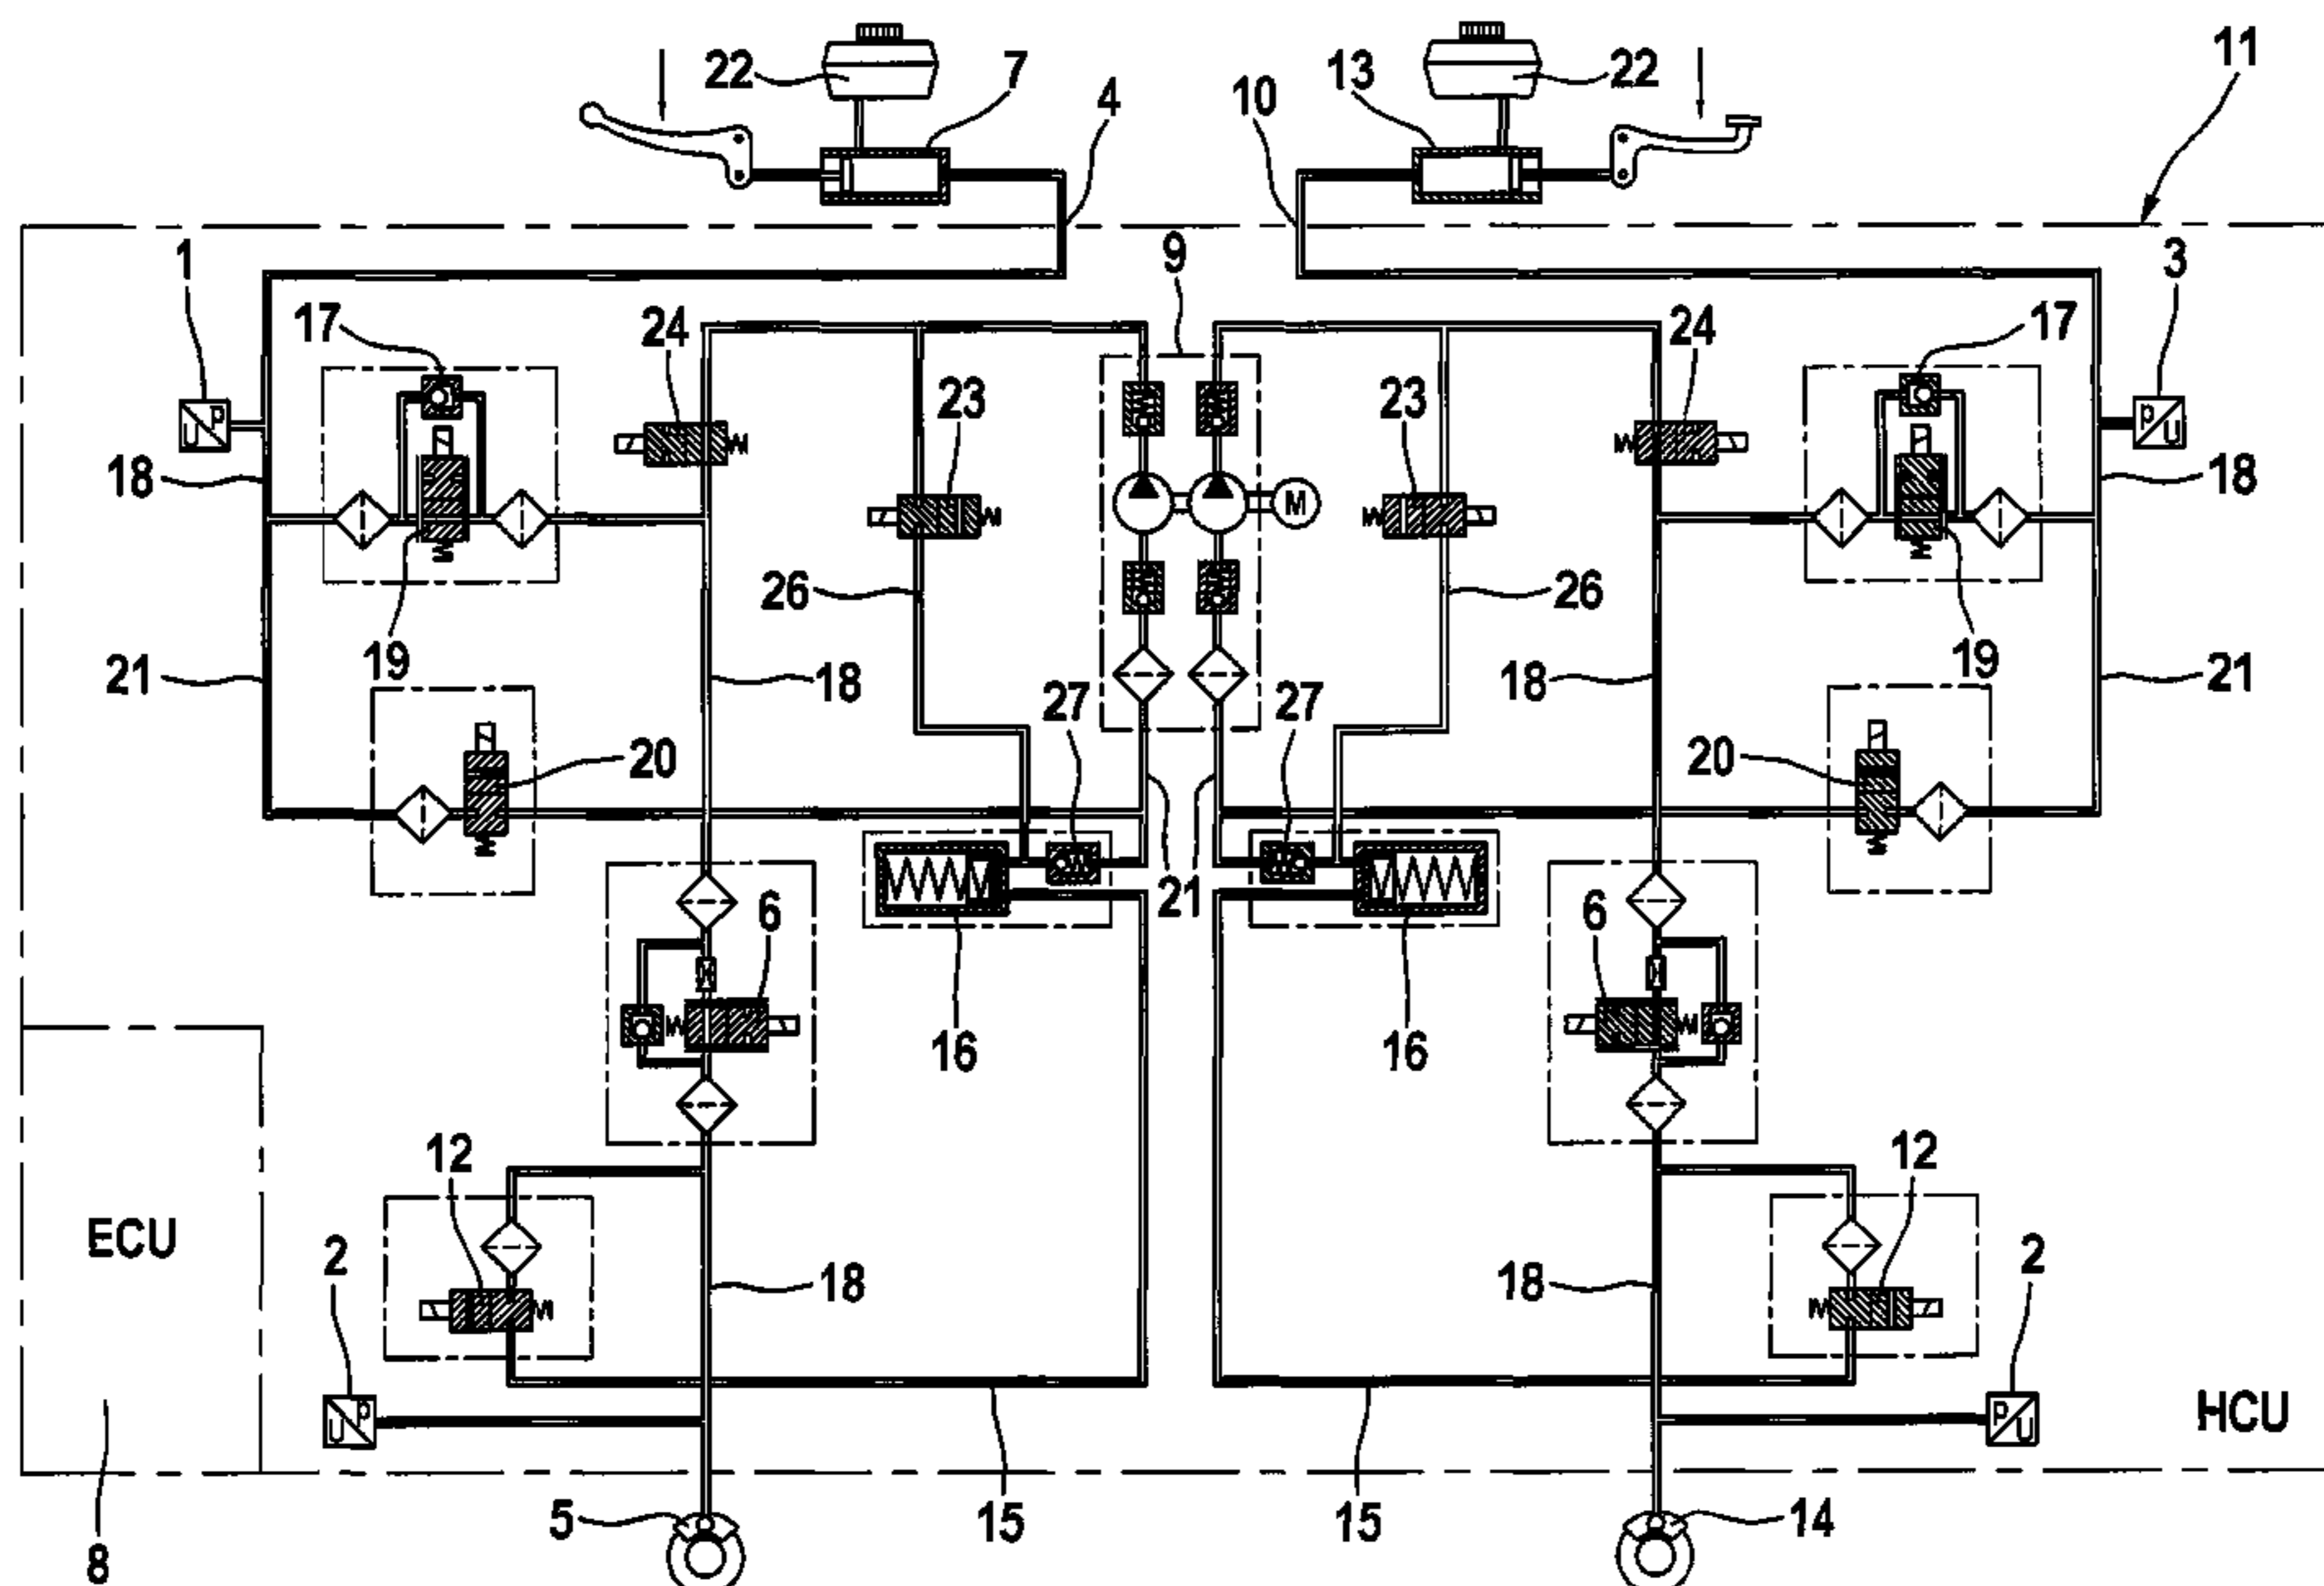 22 7 4 10 13 22 11
1 9 3
17 24 24 17
P U 23 23 P U
18 M 18
26 26
19 19
21 18 27 27 18 21
20 20
6 21 6
16 16
12 12
ECU 2 18 18 2
P U P U HCU
5 15 15 14
8